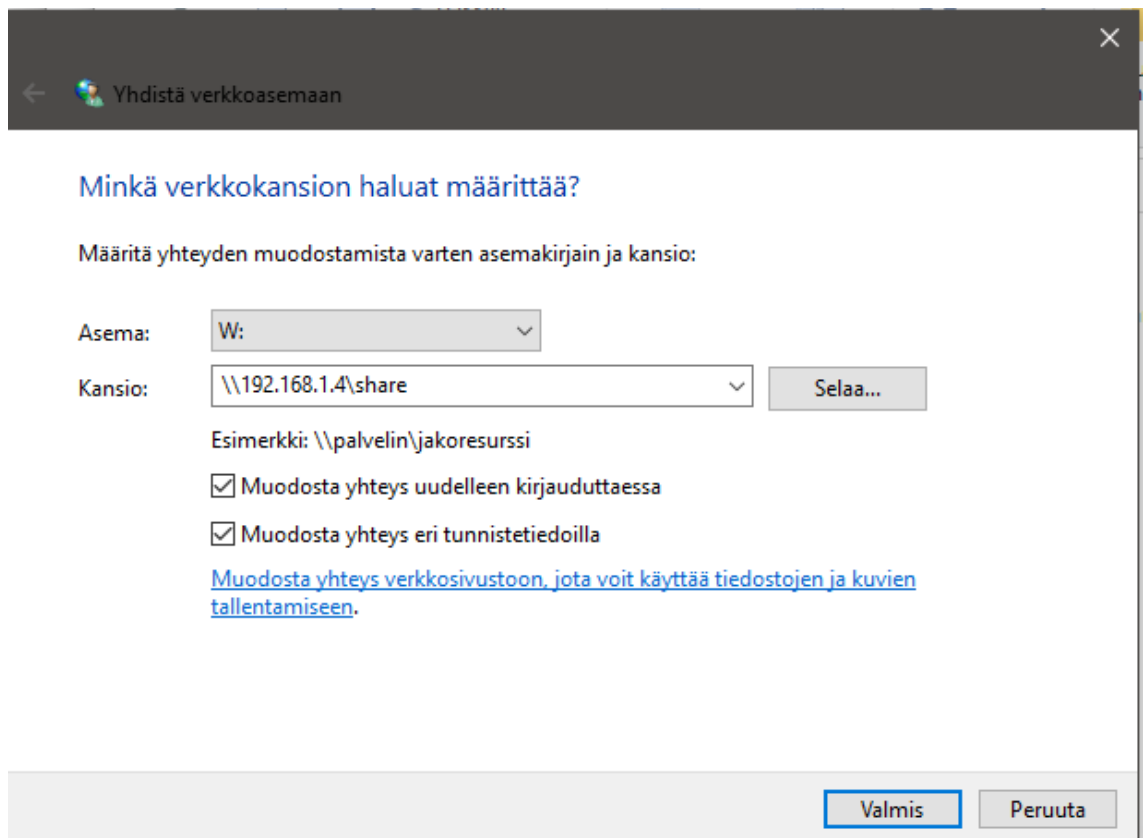 Yhdistä verkkoasemaan
Minkä verkkokansion haluat määrittää?
Määritä yhteyden muodostamista varten asemakirjain ja kansio:
Asema: W:
Kansio: \\192.168.1.4\share Selaa...
Esimerkki: \\palvelin\jakoresurssi
Muodosta yhteys uudelleen kirjauduttaessa
Muodosta yhteys eri tunnistetiedoilla
Muodosta yhteys verkkosivustoon, jota voit käyttää tiedostojen ja kuvien
tallentamiseen.
Valmis Peruuta